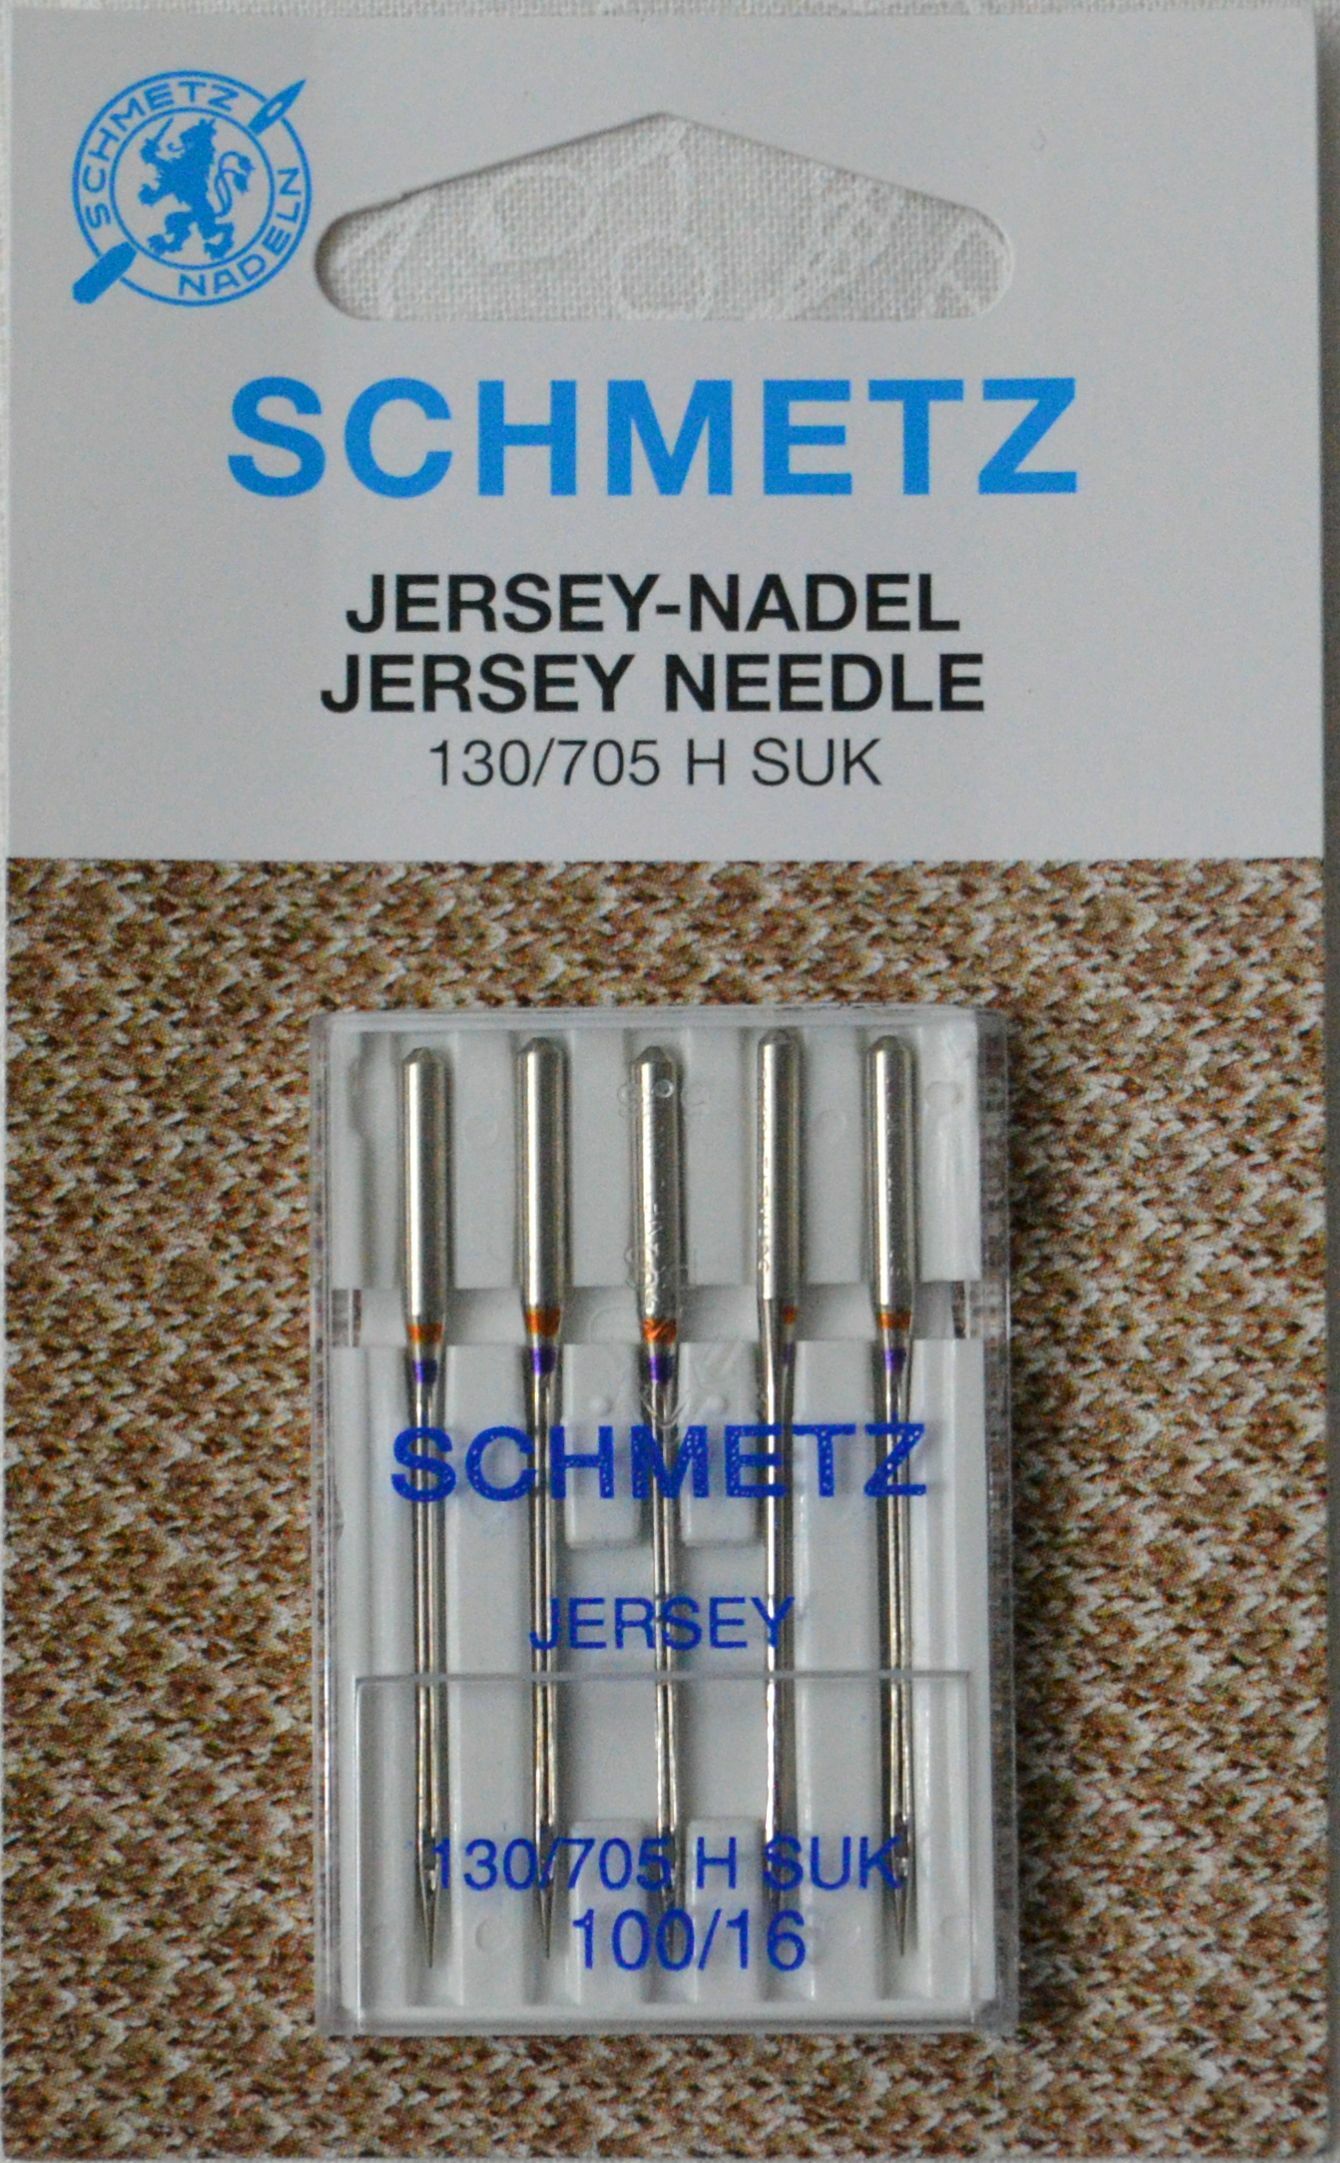 SCHMETZ
NADELN
SCHMETZ
JERSEY-NADEL
JERSEY NEEDLE
130/705 H SUK
SCHMETZ
JERSEY
130/705 H SUK
100/16